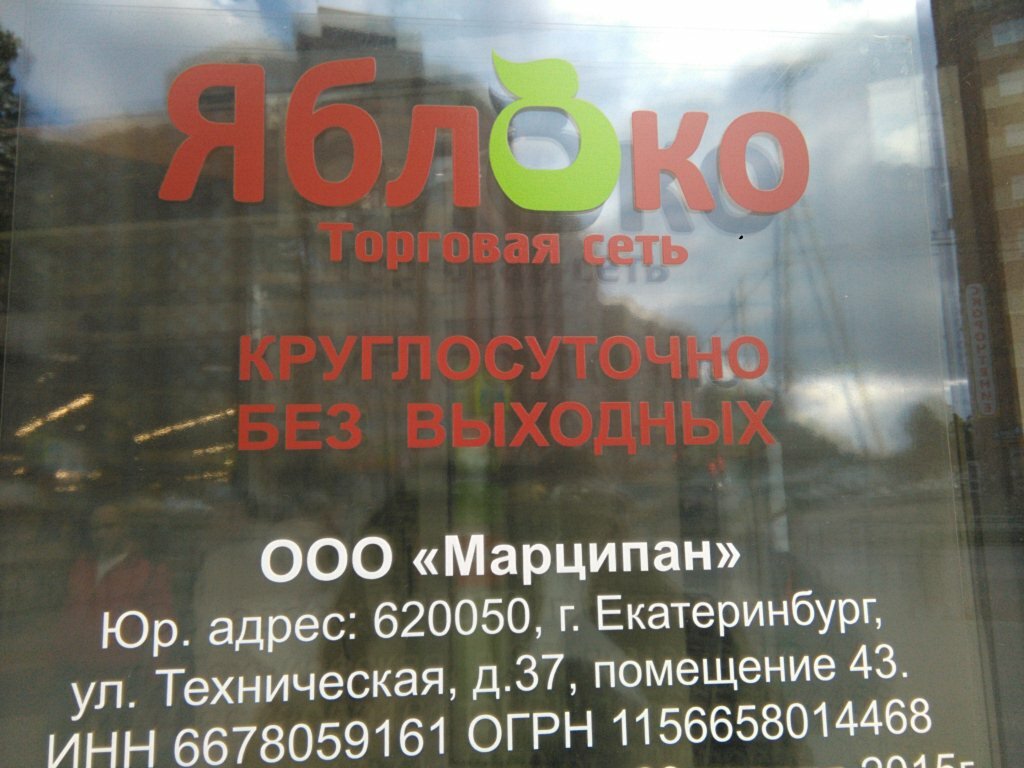 Яблоко
Торговая сеть
КРУГЛОСУТОЧНО
БЕЗ ВЫХОДНЫХ
ООО «Марципан»
Юр. адрес: 620050, г. Екатеринбург,
ул. Техническая, д.37, помещение 43.
ИНН 6678059161 ОГРН 1156658014468
2015г